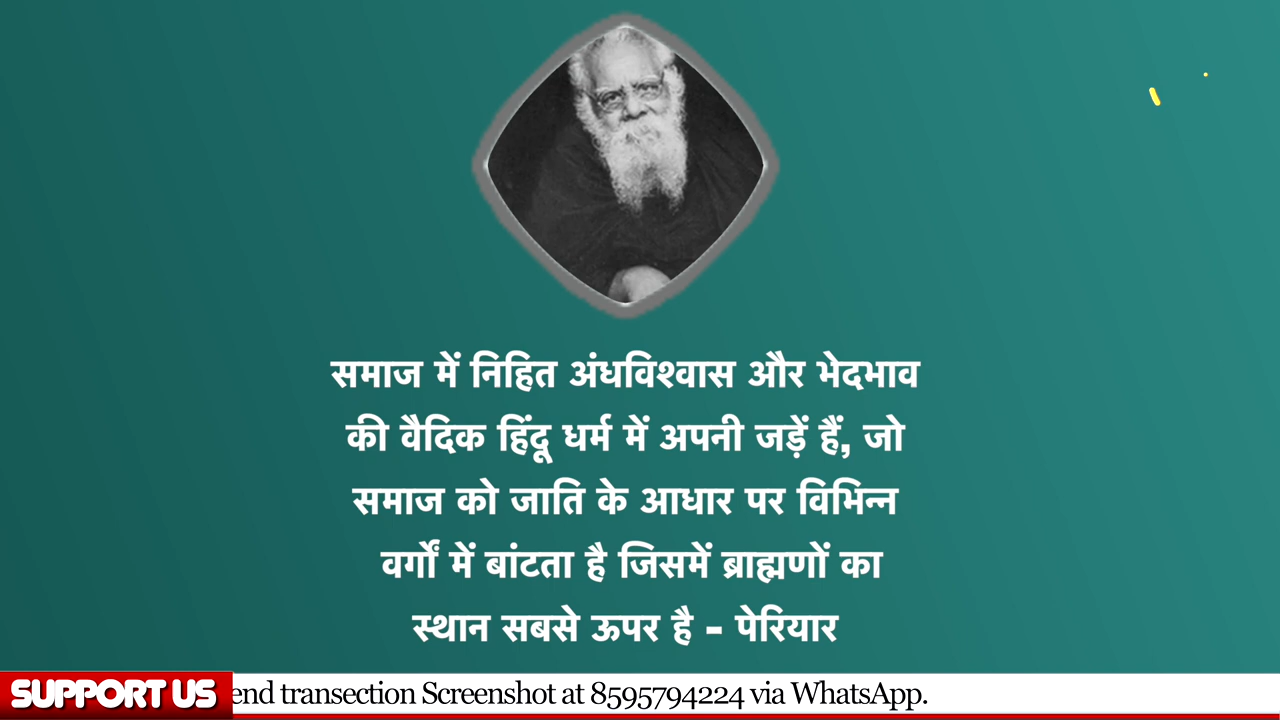 समाज में निहित अंधविश्वास और भेदभाव
की वैदिक हिंदू धर्म में अपनी जड़ें हैं, जो
समाज को जाति के आधार पर विभिन्न
वर्गों में बांटता है जिसमें ब्राह्मणों का
स्थान सबसे ऊपर है - पेरियार
SUPPORT US
end transection Screenshot at 8595794224 via WhatsApp.